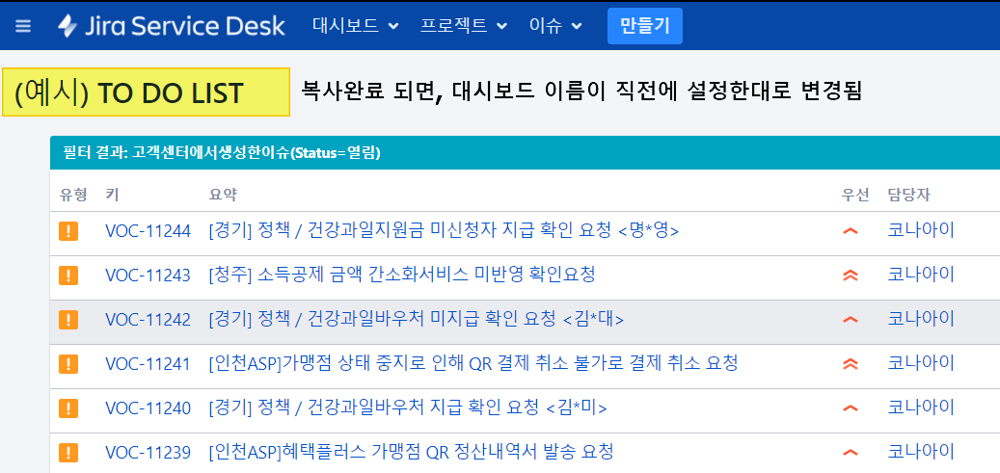 Jira Service Desk 대시보드 프로젝트 이슈 만들기
(예시) TO DO LIST 복사완료 되면, 대시보드 이름이 직전에 설정한대로 변경됨
필터 결과: 고객센터에서생성한이슈(Status=열림)
유형 키 요약 우선 담당자
VOC-11244 [경기] 정책 / 건강과일지원금 미신청자 지급 확인 요청 <명*영> 코나아이
VOC-11243 [청주] 소득공제 금액 간소화서비스 미반영 확인요청 코나아이
VOC-11242 [경기] 정책 / 건강과일바우처 미지급 확인 요청 <김*대> 코나아이
VOC-11241 [인천ASP]가맹점 상태 중지로 인해 QR 결제 취소 불가로 결제 취소 요청 코나아이
VOC-11240 [경기] 정책 / 건강과일바우처 지급 확인 요청 <김*미> 코나아이
VOC-11239 [인천ASP]혜택플러스 가맹점 QR 정산내역서 발송 요청 코나아이